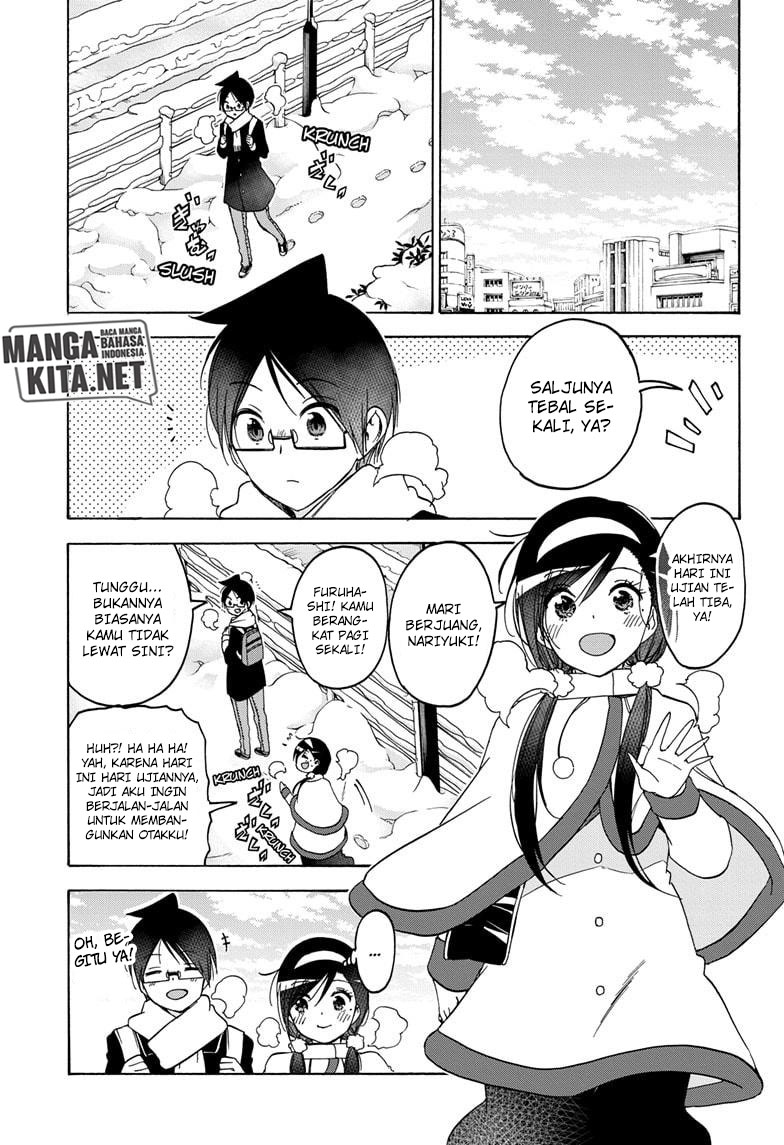 KRUNCH
SLUSH
MANGA
KITA.NET
BACA MANGA
BAHASA
INDONESIA
SALJUNYA
TEBAL SE-
KALI, YA?
AKHIRNYA
HARI INI
UJIAN TE-
LAH TIBA,
YA!
MARI
BERJUANG,
NARIYUKI!
FURUHA-
SHI! KAMU
BERANG-
KAT PAGI
SEKALI!
TUNGGU...
BUKANNYA
BIASANYA
KAMU TIDAK
LEWAT SINI?
HUH?! HA HA HA!
YAH, KARENA HARI
INI HARI UJIANNYA,
JADI AKU INGIN
BERJALAN-JALAN
UNTUK MEMBAN-
GUNKAN OTAKKU!
KRUNCH
KRUNCH
...
OH, BE-
GITU YA!